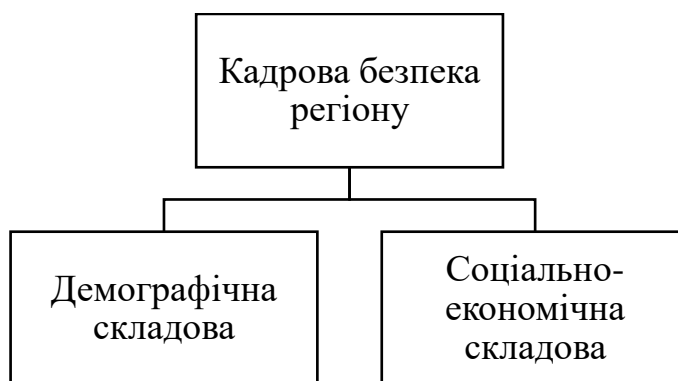 Кадрова безпека
регіону
Демографічна
складова
Соціально-
економічна
складова